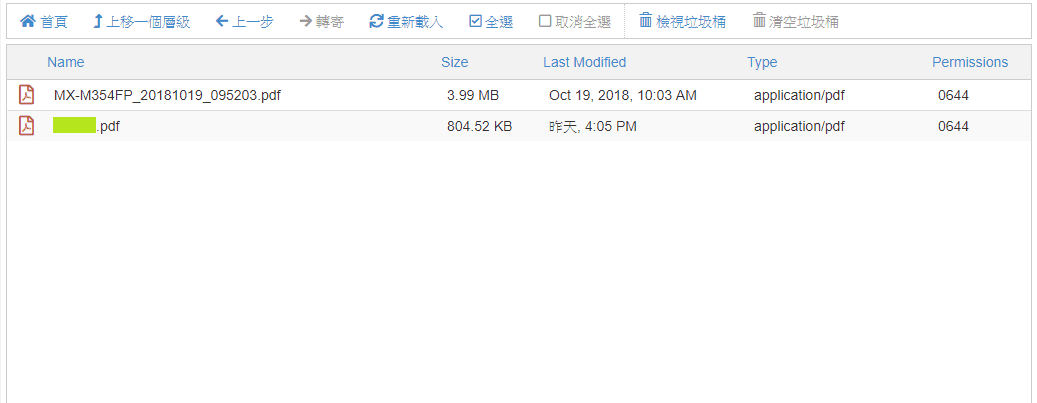 首頁 上移一個層級 上一步 轉寄 重新載入 全選 取消全選 檢視垃圾桶 清空垃圾桶
Name Size Last Modified Type Permissions
MX-M354FP_20181019_095203.pdf 3.99 MB Oct 19, 2018, 10:03 AM application/pdf 0644
.pdf 804.52 KB 昨天, 4:05 PM application/pdf 0644